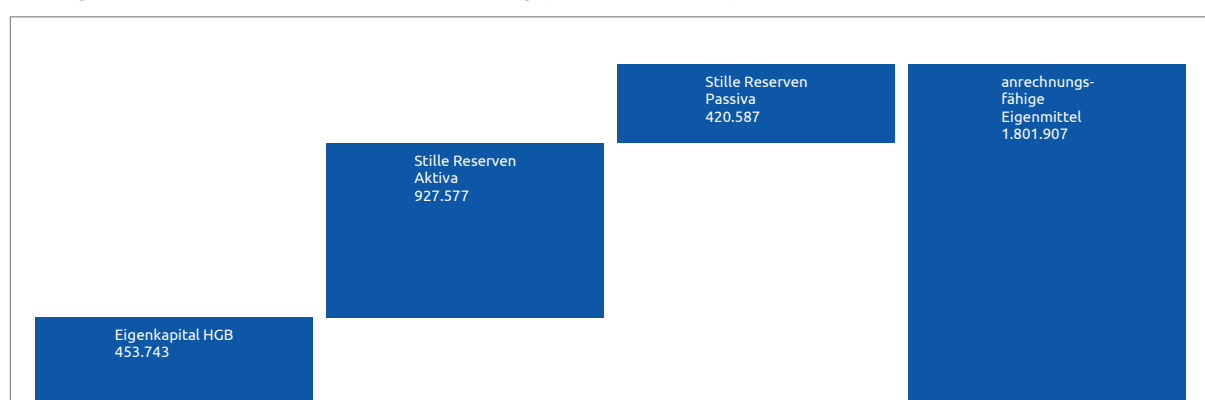 Stille Reserven
Passiva
420.587
anrechnungs-
fähige
Eigenmittel
1.801.907
Stille Reserven
Aktiva
927.577
Eigenkapital HGB
453.743